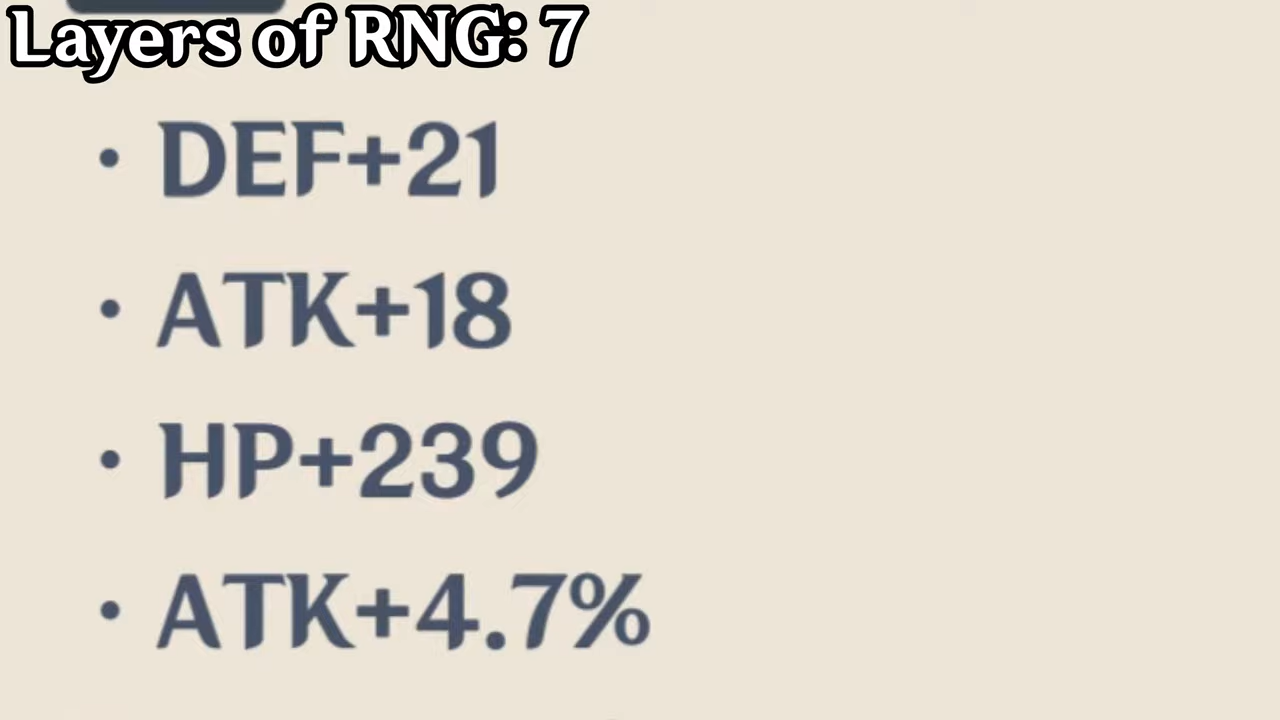 Layers of RNG: 7
• DEF+21
• ATK+18
• HP+239
• ATK+4.7%